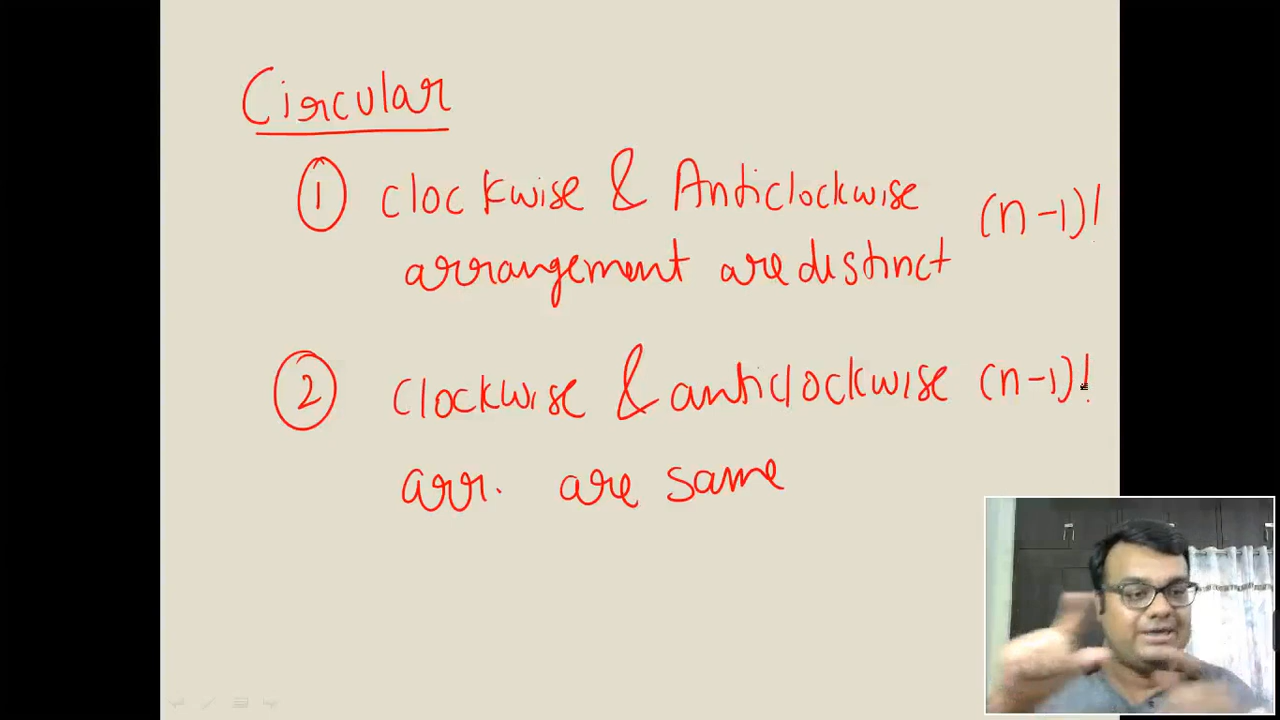 Circular
① clockwise & Anticlockwise (n-1)!
arrangement are distinct
② clockwise & anticlockwise (n-1)!
arr. are same